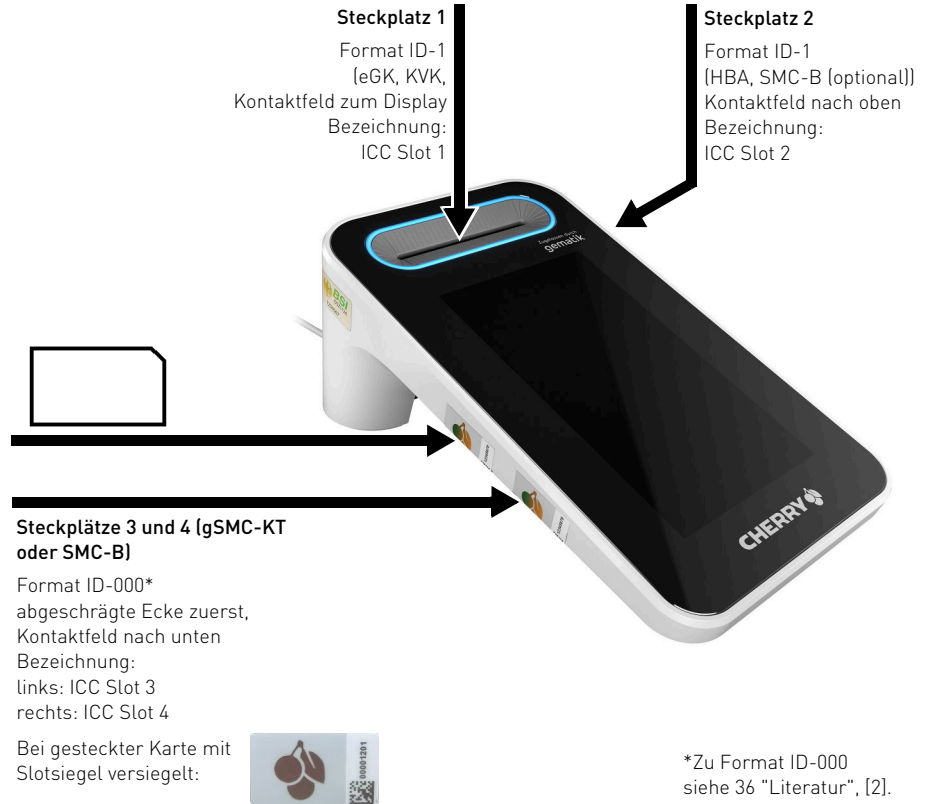 Steckplatz 1
Format ID-1
(eGK, KVK,
Kontaktfeld zum Display
Bezeichnung:
ICC Slot 1
Steckplatz 2
Format ID-1
(HBA, SMC-B (optional))
Kontaktfeld nach oben
Bezeichnung:
ICC Slot 2
Zugelassen durch
gematik
BSI
CHERRY
Steckplätze 3 und 4 (gSMC-KT
oder SMC-B)
Format ID-000*
abgeschrägte Ecke zuerst,
Kontaktfeld nach unten
Bezeichnung:
links: ICC Slot 3
rechts: ICC Slot 4
Bei gesteckter Karte mit
Slotsiegel versiegelt:
00001201
*Zu Format ID-000
siehe 36 "Literatur", [2].